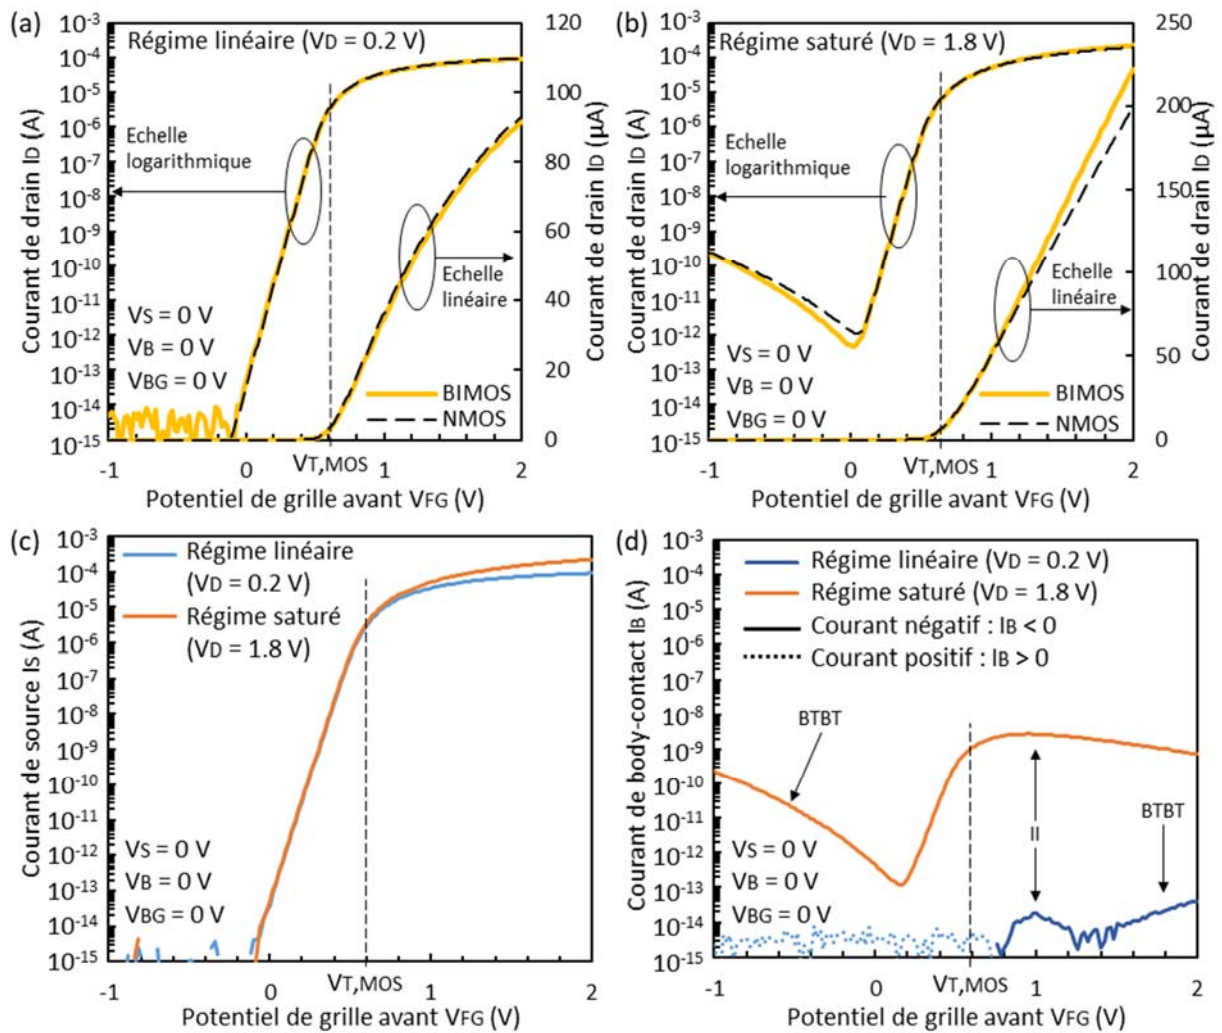 (a)
Régime linéaire (VD = 0.2 V)
Courant de drain ID (A)
10-3
10-4
10-5
10-6
10-7
10-8
10-9
10-10
10-11
10-12
10-13
10-14
10-15
Echelle
logarithmique
Echelle
linéaire
VS = 0 V
VB = 0 V
VBG = 0 V
BIMOS
NMOS
120
100
80
60
40
20
0
Courant de drain ID (µA)
-1
0
VT,MOS
1
2
Potentiel de grille avant VFG (V)
(b)
Régime saturé (VD = 1.8 V)
Courant de drain ID (A)
10-3
10-4
10-5
10-6
10-7
10-8
10-9
10-10
10-11
10-12
10-13
10-14
10-15
Echelle
logarithmique
Echelle
linéaire
VS = 0 V
VB = 0 V
VBG = 0 V
BIMOS
NMOS
250
200
150
100
50
0
Courant de drain ID (µA)
-1
0
VT,MOS
1
2
Potentiel de grille avant VFG (V)
(c)
Régime linéaire
(VD = 0.2 V)
Régime saturé
(VD = 1.8 V)
Courant de source IS (A)
10-3
10-4
10-5
10-6
10-7
10-8
10-9
10-10
10-11
10-12
10-13
10-14
10-15
VS = 0 V
VB = 0 V
VBG = 0 V
-1
0
VT,MOS
1
2
Potentiel de grille avant VFG (V)
(d)
Régime linéaire (VD = 0.2 V)
Régime saturé (VD = 1.8 V)
Courant négatif : IB < 0
Courant positif : IB > 0
Courant de body-contact IB (A)
10-3
10-4
10-5
10-6
10-7
10-8
10-9
10-10
10-11
10-12
10-13
10-14
10-15
BTBT
II
BTBT
VS = 0 V
VB = 0 V
VBG = 0 V
-1
0
VT,MOS
1
2
Potentiel de grille avant VFG (V)